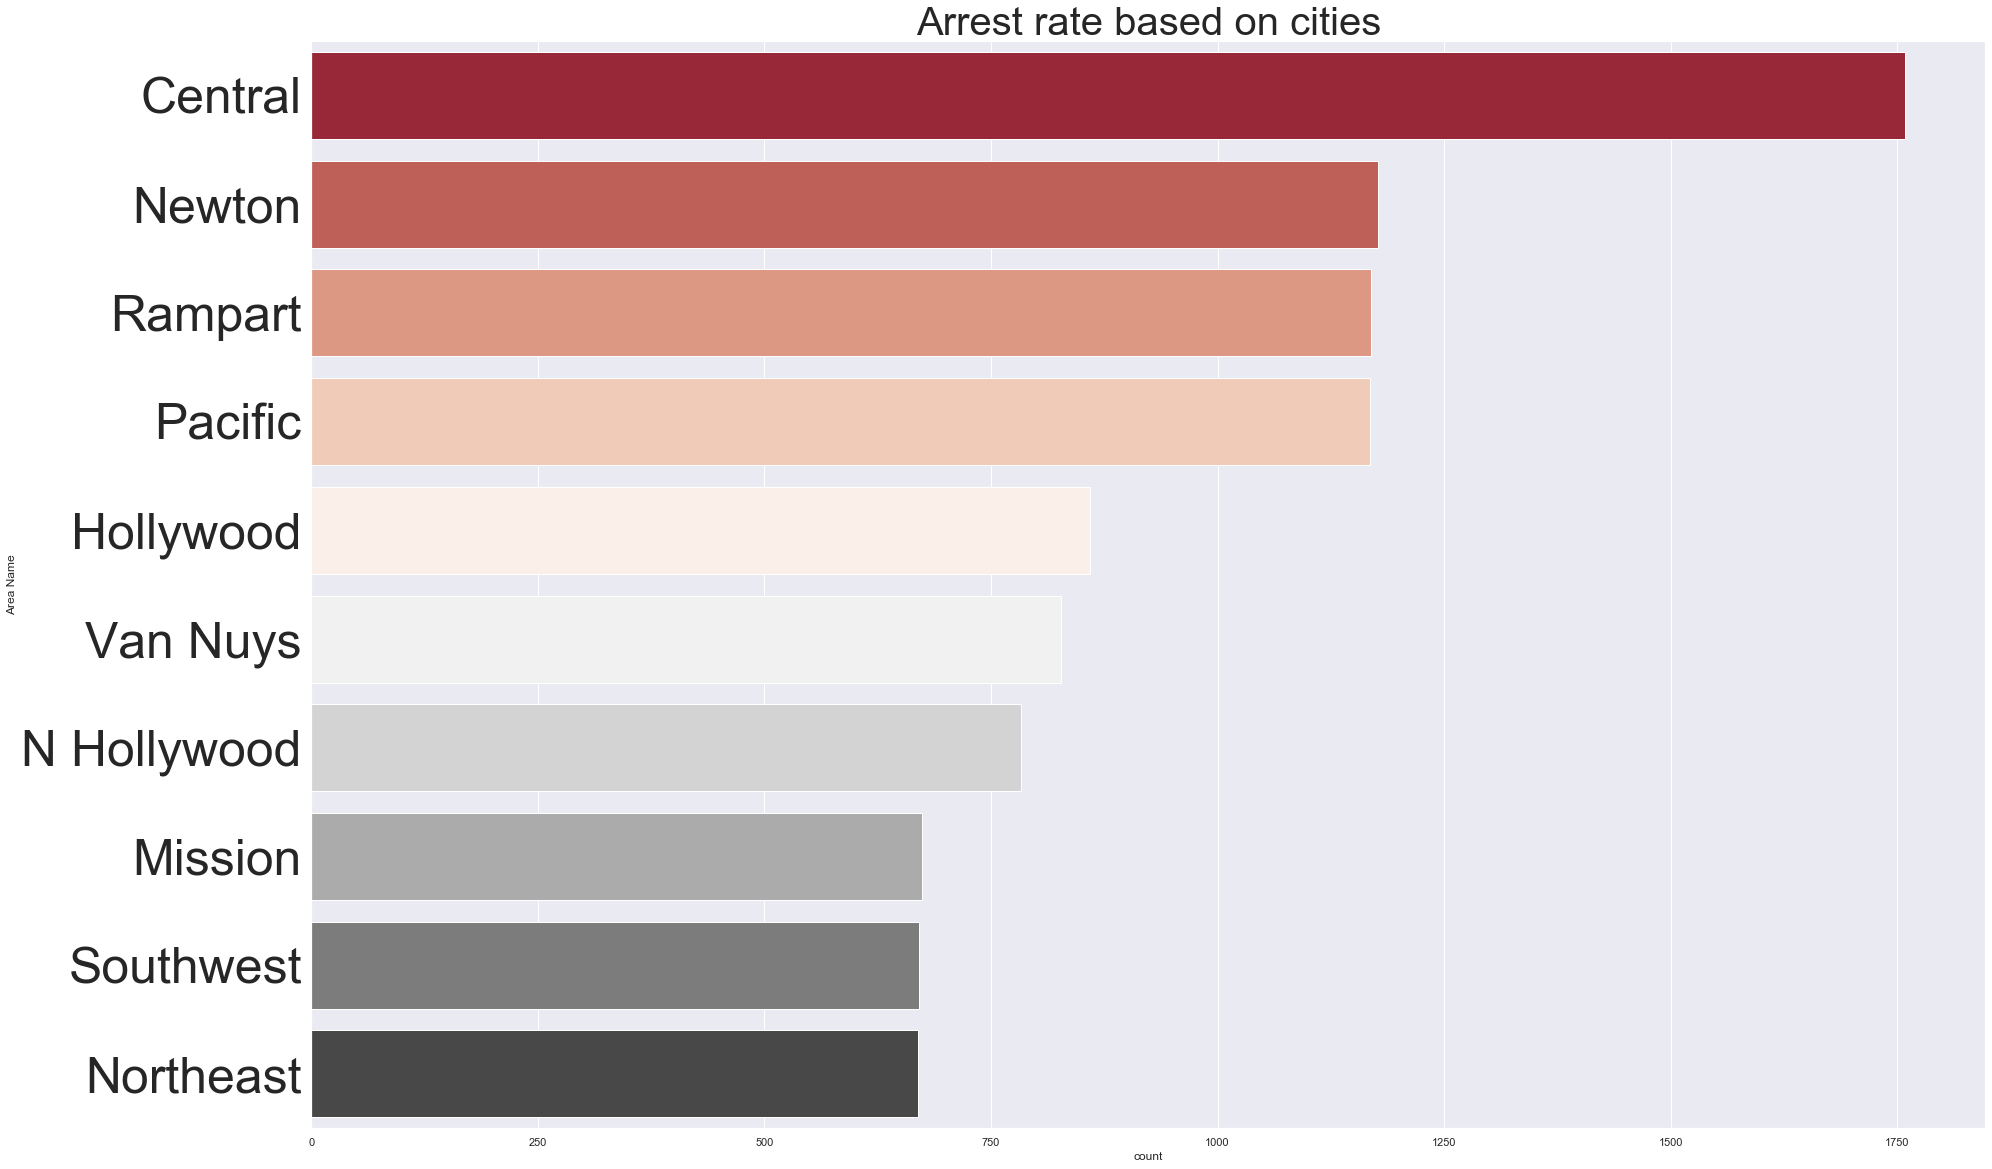 Arrest rate based on cities
Central
Newton
Rampart
Pacific
Hollywood
Van Nuys
N Hollywood
Mission
Southwest
Northeast
Area Name
0 250 500 750 1000 1250 1500 1750
count